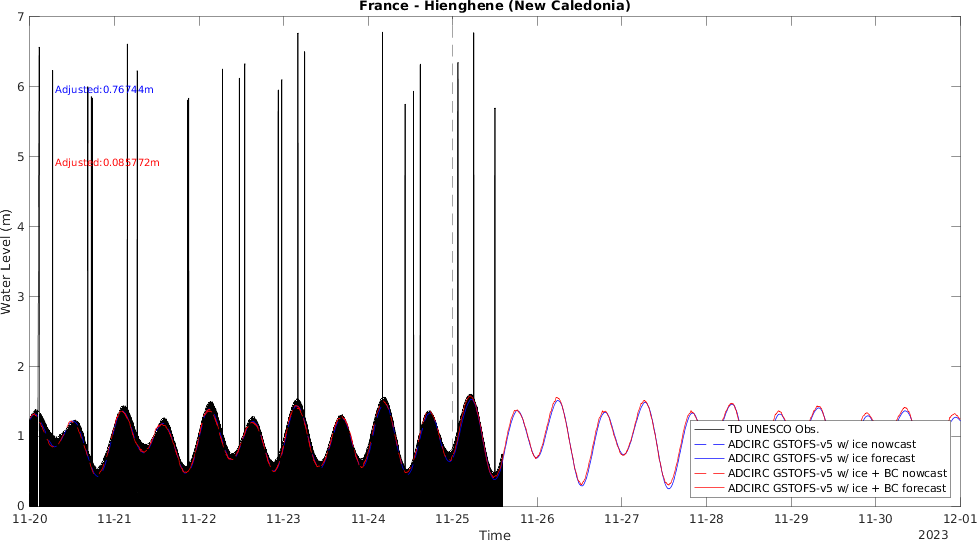 France - Hienghene (New Caledonia)
7
6
5
4
3
2
1
0
Water Level (m)
Adjusted:0.76744m
Adjusted:0.085772m
TD UNESCO Obs.
ADCIRC GSTOFS-v5 w/ ice nowcast
ADCIRC GSTOFS-v5 w/ ice forecast
ADCIRC GSTOFS-v5 w/ ice + BC nowcast
ADCIRC GSTOFS-v5 w/ ice + BC forecast
11-20 11-21 11-22 11-23 11-24 11-25 11-26 11-27 11-28 11-29 11-30 12-01
Time
2023